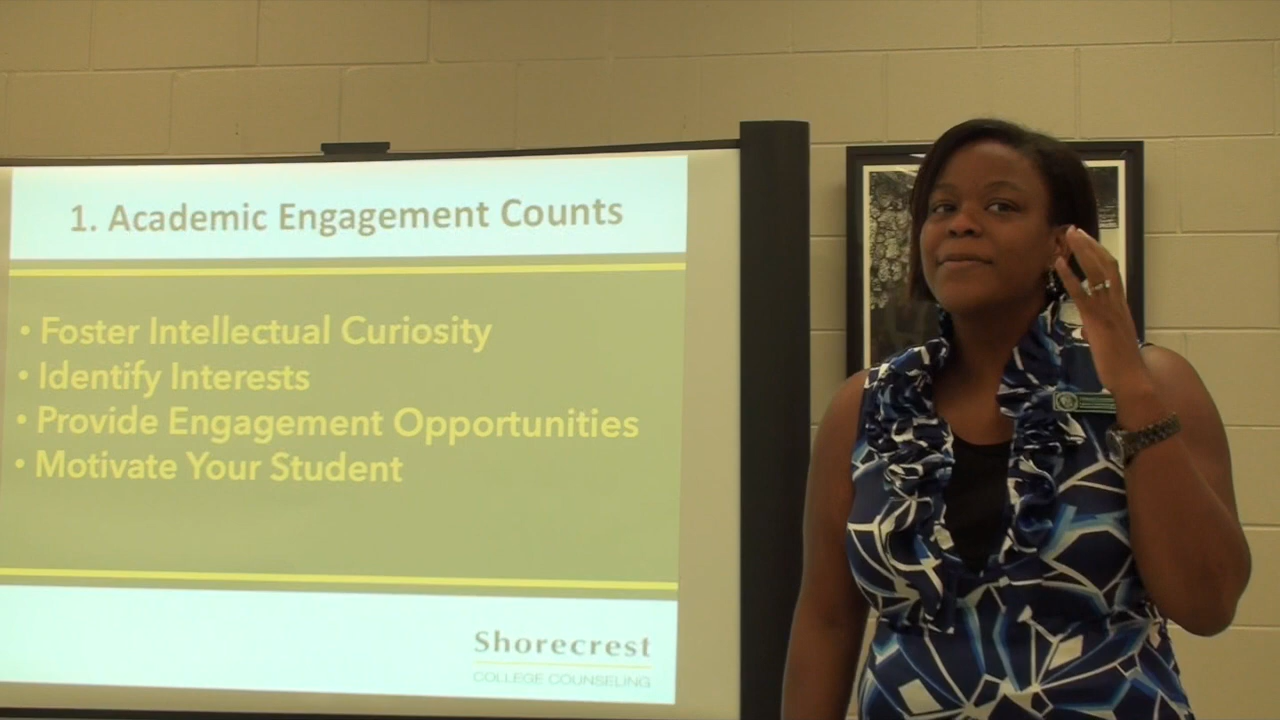 1. Academic Engagement Counts
• Foster Intellectual Curiosity
• Identify Interests
• Provide Engagement Opportunities
• Motivate Your Student
Shorecrest
COLLEGE COUNSELING